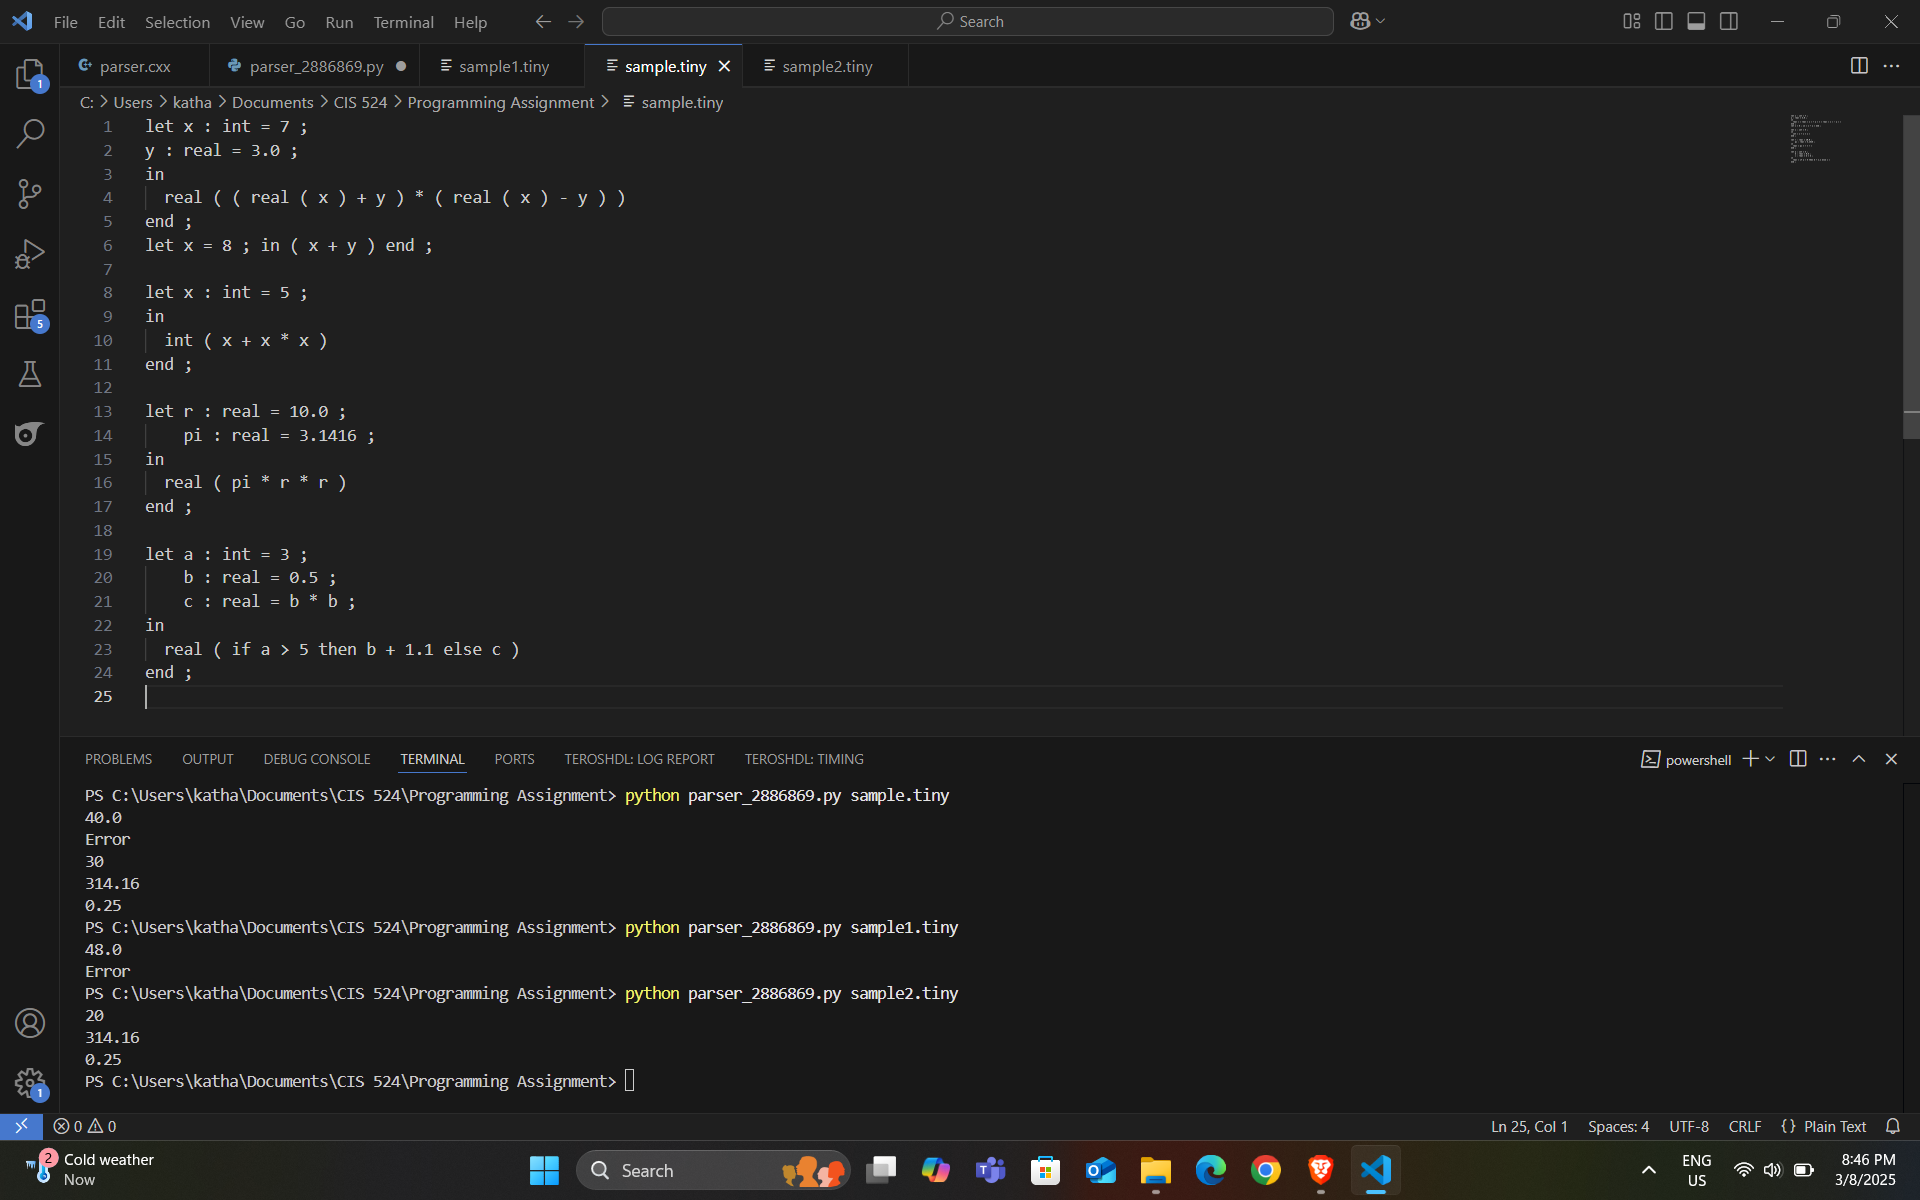 File Edit Selection View Go Run Terminal Help Search
parser.cxx parser_2886869.py sample1.tiny sample.tiny sample2.tiny
C: > Users > katha > Documents > CIS 524 > Programming Assignment > sample.tiny
1 let x : int = 7 ;
2 y : real = 3.0 ;
3 in
4 real ( ( real ( x ) + y ) * ( real ( x ) - y ) )
5 end ;
6 let x = 8 ; in ( x + y ) end ;
7
8 let x : int = 5 ;
9 in
10 int ( x + x * x )
11 end ;
12
13 let r : real = 10.0 ;
14 pi : real = 3.1416 ;
15 in
16 real ( pi * r * r )
17 end ;
18
19 let a : int = 3 ;
20 b : real = 0.5 ;
21 c : real = b * b ;
22 in
23 real ( if a > 5 then b + 1.1 else c )
24 end ;
25
1
5
PROBLEMS OUTPUT DEBUG CONSOLE TERMINAL PORTS TEROSHDL: LOG REPORT TEROSHDL: TIMING powershell
PS C:\Users\katha\Documents\CIS 524\Programming Assignment> python parser_2886869.py sample.tiny
40.0
Error
30
314.16
0.25
PS C:\Users\katha\Documents\CIS 524\Programming Assignment> python parser_2886869.py sample1.tiny
48.0
Error
PS C:\Users\katha\Documents\CIS 524\Programming Assignment> python parser_2886869.py sample2.tiny
20
314.16
0.25
PS C:\Users\katha\Documents\CIS 524\Programming Assignment>
1
0 0 Ln 25, Col 1 Spaces: 4 UTF-8 CRLF {} Plain Text
2 Cold weather
Now
Search
ENG
US
8:46 PM
3/8/2025